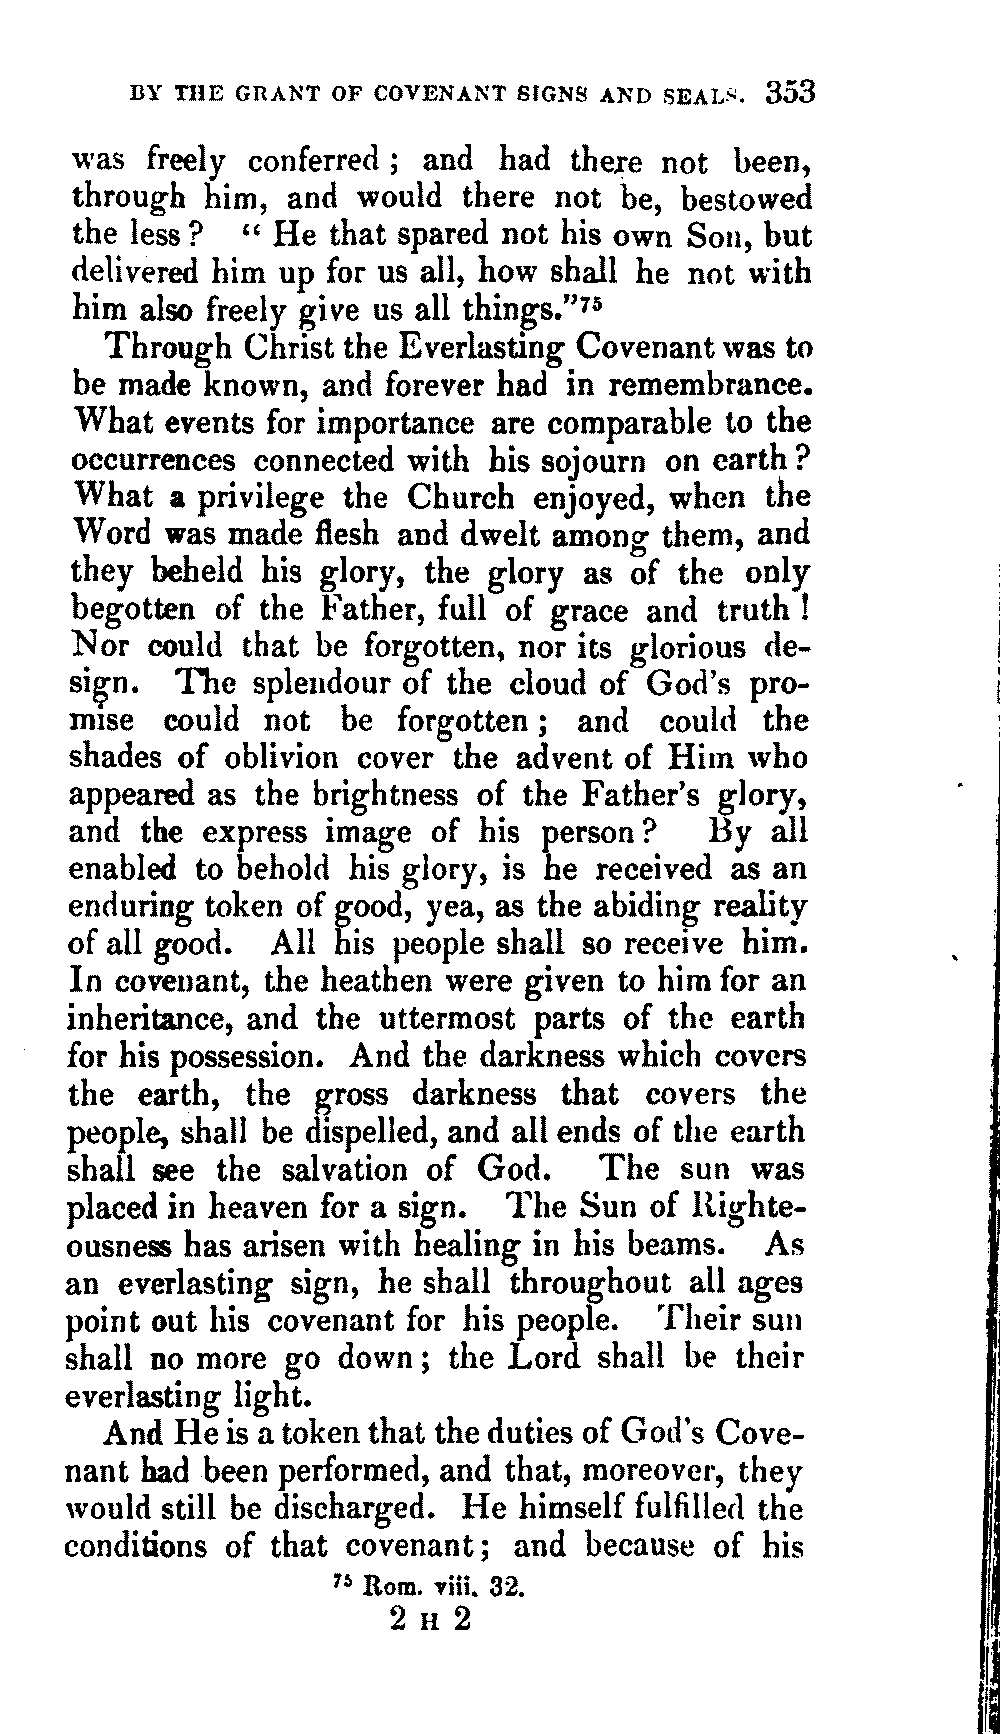 BY THE GRANT OF COVENANT SIGNS AND SEALS. 353
was freely conferred ; and had there not been,
through him, and would there not be, bestowed
the less ? “ He that spared not his own Son, but
delivered him up for us all, how shall he not with
him also freely give us all things.”⁷⁵
Through Christ the Everlasting Covenant was to
be made known, and forever had in remembrance.
What events for importance are comparable to the
occurrences connected with his sojourn on earth ?
What a privilege the Church enjoyed, when the
Word was made flesh and dwelt among them, and
they beheld his glory, the glory as of the only
begotten of the Father, full of grace and truth !
Nor could that be forgotten, nor its glorious de-
sign. The splendour of the cloud of God's pro-
mise could not be forgotten ; and could the
shades of oblivion cover the advent of Him who
appeared as the brightness of the Father's glory,
and the express image of his person ? By all
enabled to behold his glory, is he received as an
enduring token of good, yea, as the abiding reality
of all good. All his people shall so receive him.
In covenant, the heathen were given to him for an
inheritance, and the uttermost parts of the earth
for his possession. And the darkness which covers
the earth, the gross darkness that covers the
people, shall be dispelled, and all ends of the earth
shall see the salvation of God. The sun was
placed in heaven for a sign. The Sun of Righte-
ousness has arisen with healing in his beams. As
an everlasting sign, he shall throughout all ages
point out his covenant for his people. Their sun
shall no more go down ; the Lord shall be their
everlasting light.
And He is a token that the duties of God's Cove-
nant had been performed, and that, moreover, they
would still be discharged. He himself fulfilled the
conditions of that covenant ; and because of his
⁷⁵ Rom. viii. 32.
2 H 2